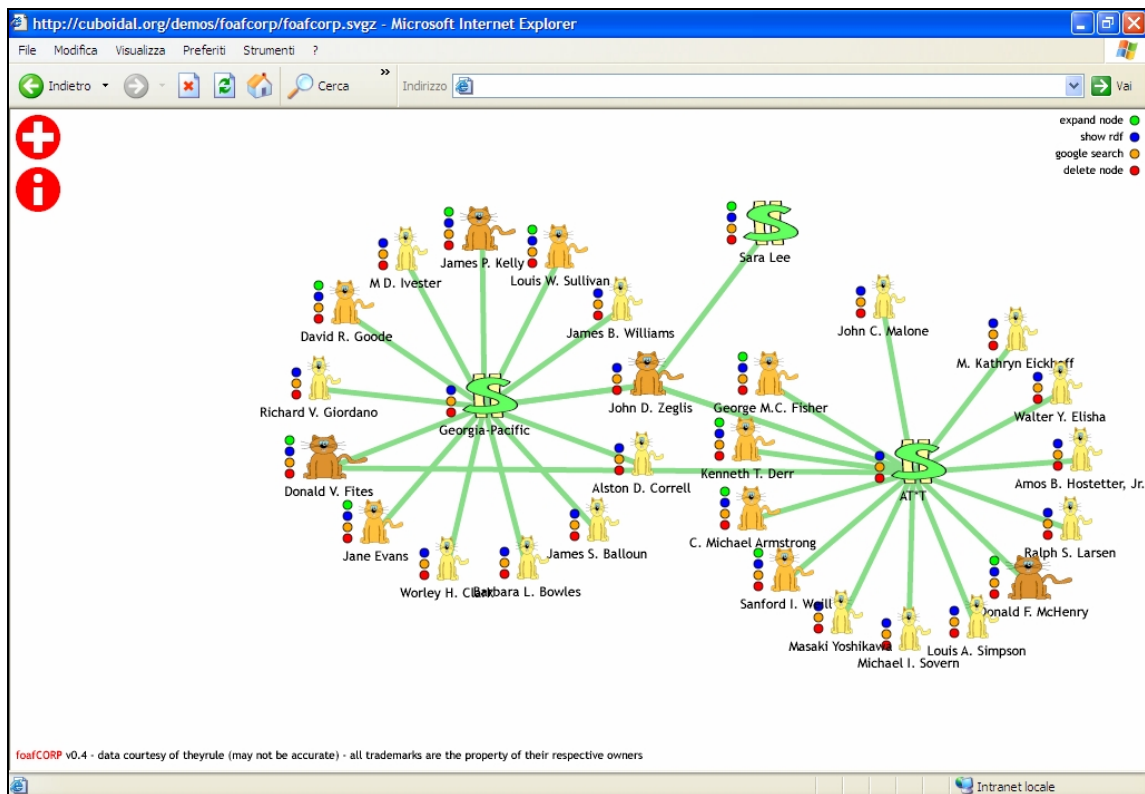 http://cuboidal.org/demos/foafcorp/foafcorp.svgz - Microsoft Internet Explorer
File Modifica Visualizza Preferiti Strumenti ?
Indietro Cerca » Indirizzo Vai
expand node
show rdf
google search
delete node
James P. Kelly
Sara Lee
M D. Ivester
Louis W. Sullivan
David R. Goode
James B. Williams
John C. Malone
M. Kathryn Eickhoff
Richard V. Giordano
John D. Zeglis
George M.C. Fisher
Walter Y. Elisha
Georgia-Pacific
Kenneth T. Derr
Donald V. Fites
Alston D. Correll
AT*T
Amos B. Hostetter, Jr.
C. Michael Armstrong
Jane Evans
James S. Balloun
Ralph S. Larsen
Worley H. Clark
Barbara L. Bowles
Sanford I. Weill
Donald F. McHenry
Masaki Yoshikawa
Louis A. Simpson
Michael I. Sovern
foafCORP v0.4 - data courtesy of theyrule (may not be accurate) - all trademarks are the property of their respective owners
Intranet locale